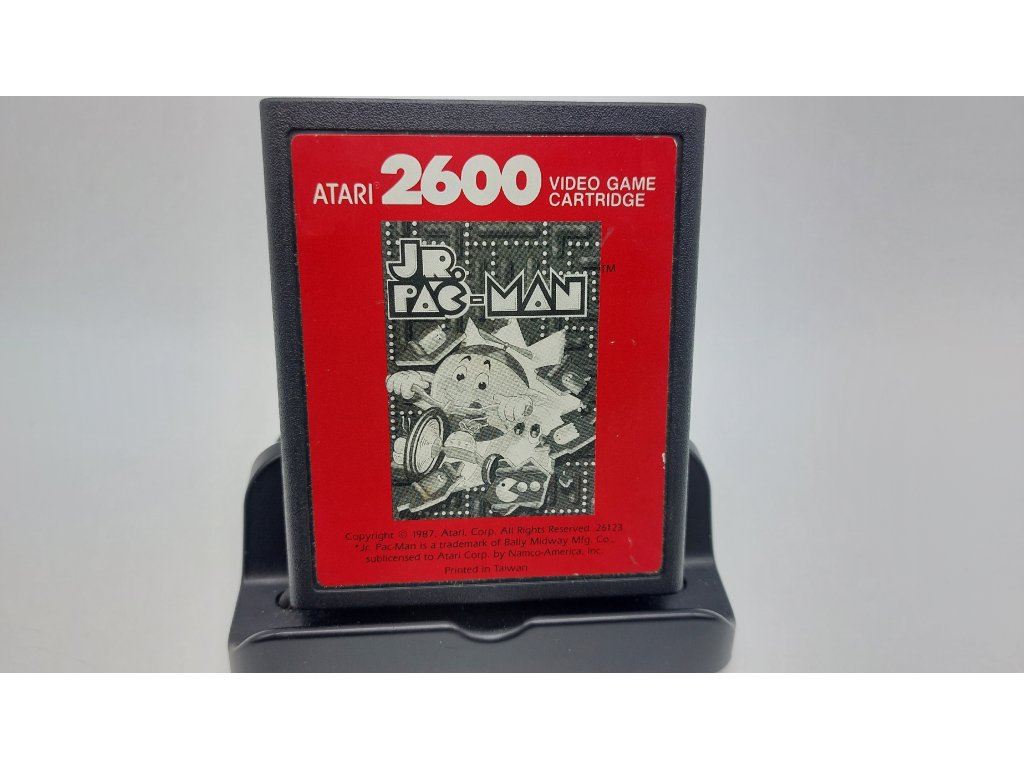 ATARI® 2600 VIDEO GAME
CARTRIDGE
JR.
PAC-MAN
TM
Copyright © 1987, Atari, Corp. All Rights Reserved. 26123
"Jr. Pac-Man is a trademark of Bally Midway Mfg. Co.,
sublicensed to Atari Corp. by Namco-America, Inc.
Printed in Taiwan